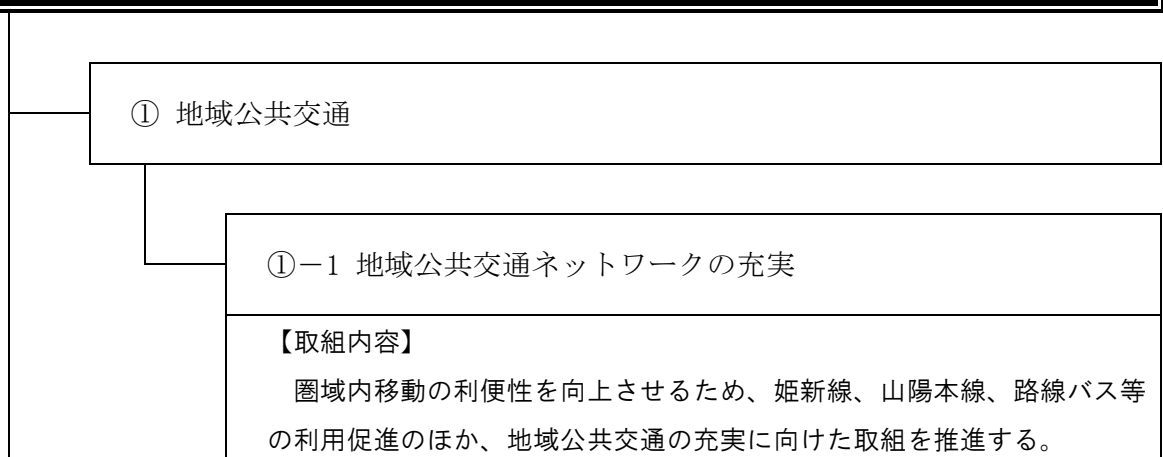 ① 地域公共交通
①－1 地域公共交通ネットワークの充実
【取組内容】
圏域内移動の利便性を向上させるため、姫新線、山陽本線、路線バス等
の利用促進のほか、地域公共交通の充実に向けた取組を推進する。